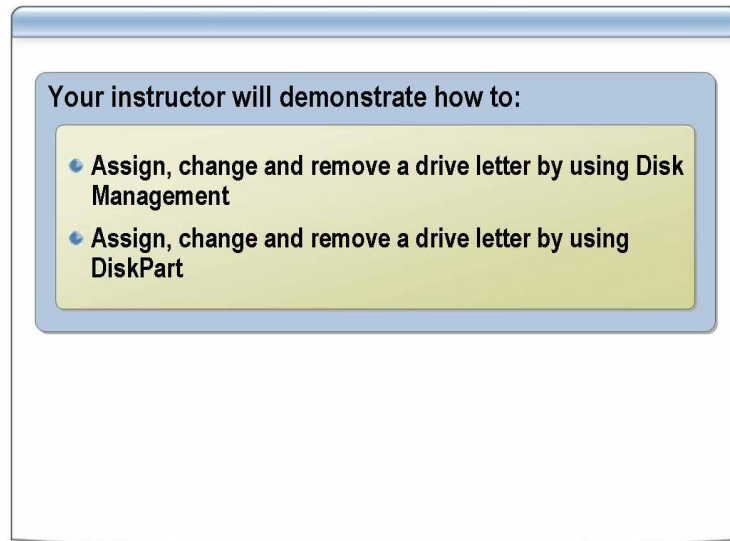 Your instructor will demonstrate how to:
Assign, change and remove a drive letter by using Disk
Management
Assign, change and remove a drive letter by using
DiskPart